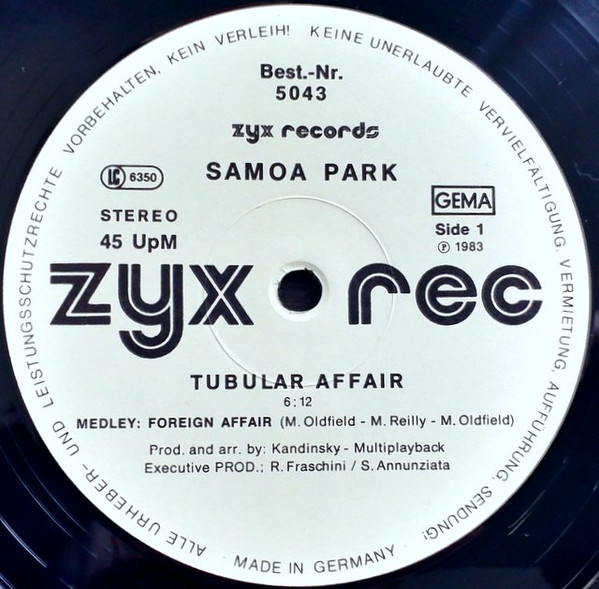 ALLE URHEBER- UND LEISTUNGSSCHUTZRECHTE VORBEHALTEN, KEIN VERLEIH! KEINE UNERLAUBTE VERVIELFÄLTIGUNG, VERMIETUNG, AUFFÜHRUNG, SENDUNG!
Best.-Nr.
5043
zyx records
SAMOA PARK
LC 6350
GEMA
STEREO
Side 1
45 UpM
Ⓟ 1983
zyx rec
TUBULAR AFFAIR
6:12
MEDLEY: FOREIGN AFFAIR (M. Oldfield - M. Reilly - M. Oldfield)
Prod. and arr. by: Kandinsky - Multiplayback
Executive PROD.; R. Fraschini / S. Annunziata
· MADE IN GERMANY ·